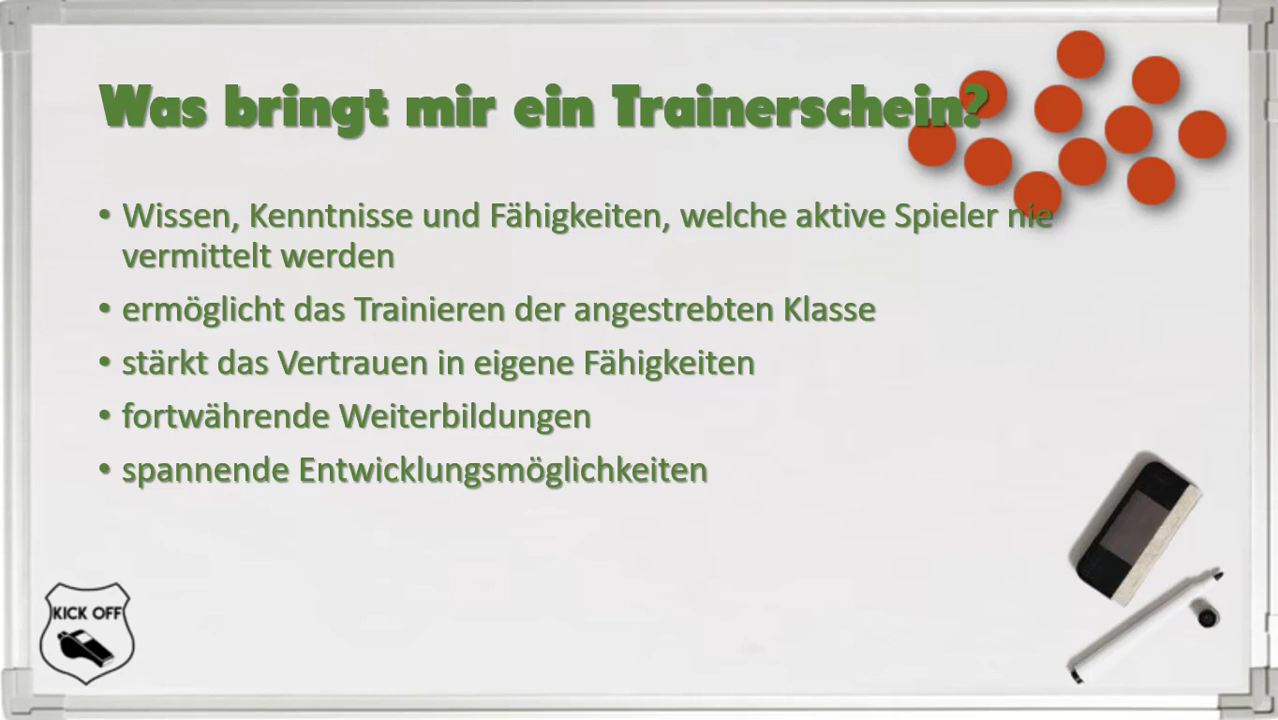 Was bringt mir ein Trainerschein?
• Wissen, Kenntnisse und Fähigkeiten, welche aktive Spieler nie
vermittelt werden
• ermöglicht das Trainieren der angestrebten Klasse
• stärkt das Vertrauen in eigene Fähigkeiten
• fortwährende Weiterbildungen
• spannende Entwicklungsmöglichkeiten
KICK OFF